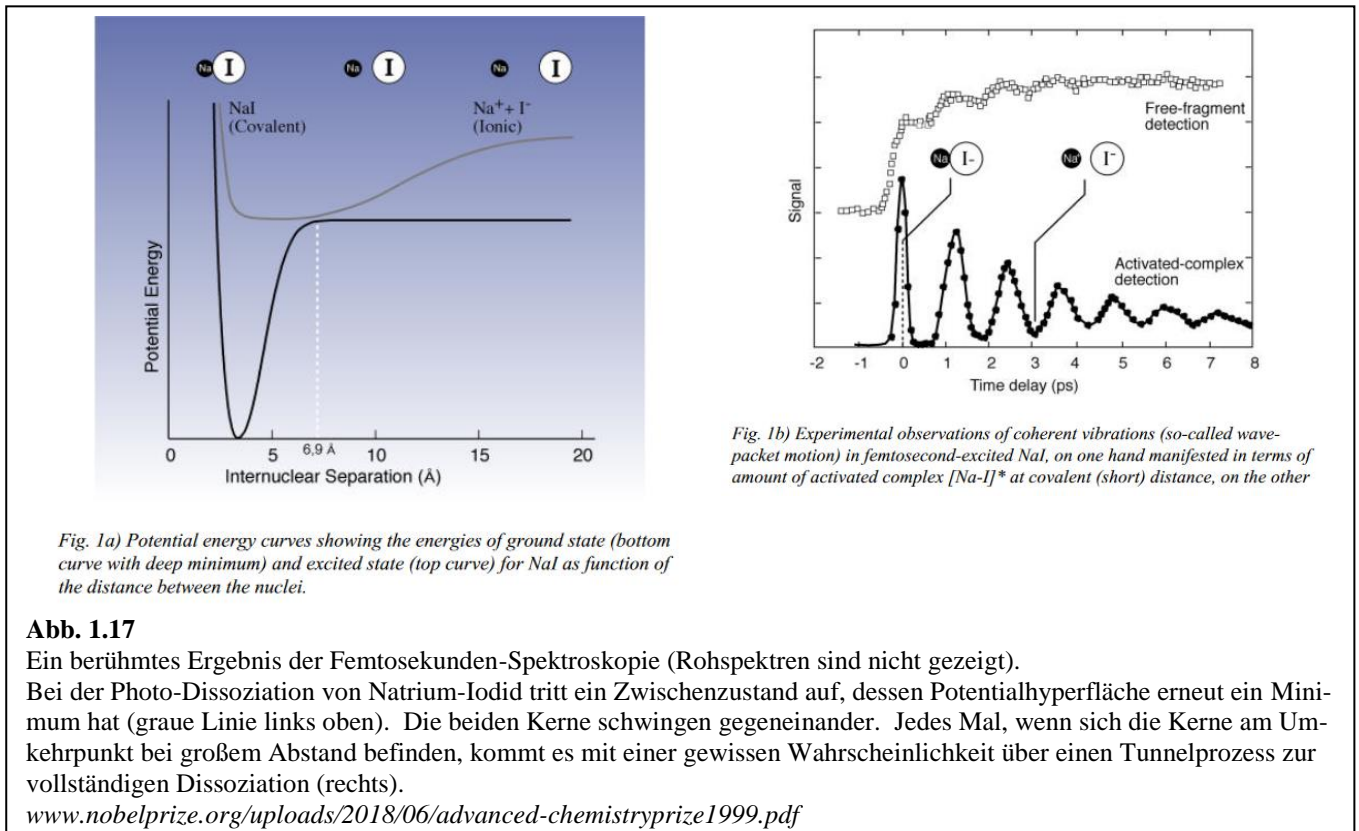 Na I
Na I
Na I
NaI
(Covalent)
Na⁺ + I⁻
(Ionic)
Potential Energy
0 5 6,9 Å 10 15 20
Internuclear Separation (Å)
Fig. 1a) Potential energy curves showing the energies of ground state (bottom
curve with deep minimum) and excited state (top curve) for NaI as function of
the distance between the nuclei.
Free-fragment
detection
Na I-
Na⁺ I⁻
Activated-complex
detection
Signal
-2 -1 0 1 2 3 4 5 6 7 8
Time delay (ps)
Fig. 1b) Experimental observations of coherent vibrations (so-called wave-
packet motion) in femtosecond-excited NaI, on one hand manifested in terms of
amount of activated complex [Na-I]* at covalent (short) distance, on the other
Abb. 1.17
Ein berühmtes Ergebnis der Femtosekunden-Spektroskopie (Rohspektren sind nicht gezeigt).
Bei der Photo-Dissoziation von Natrium-Iodid tritt ein Zwischenzustand auf, dessen Potentialhyperfläche erneut ein Mini-
mum hat (graue Linie links oben). Die beiden Kerne schwingen gegeneinander. Jedes Mal, wenn sich die Kerne am Um-
kehrpunkt bei großem Abstand befinden, kommt es mit einer gewissen Wahrscheinlichkeit über einen Tunnelprozess zur
vollständigen Dissoziation (rechts).
www.nobelprize.org/uploads/2018/06/advanced-chemistryprize1999.pdf